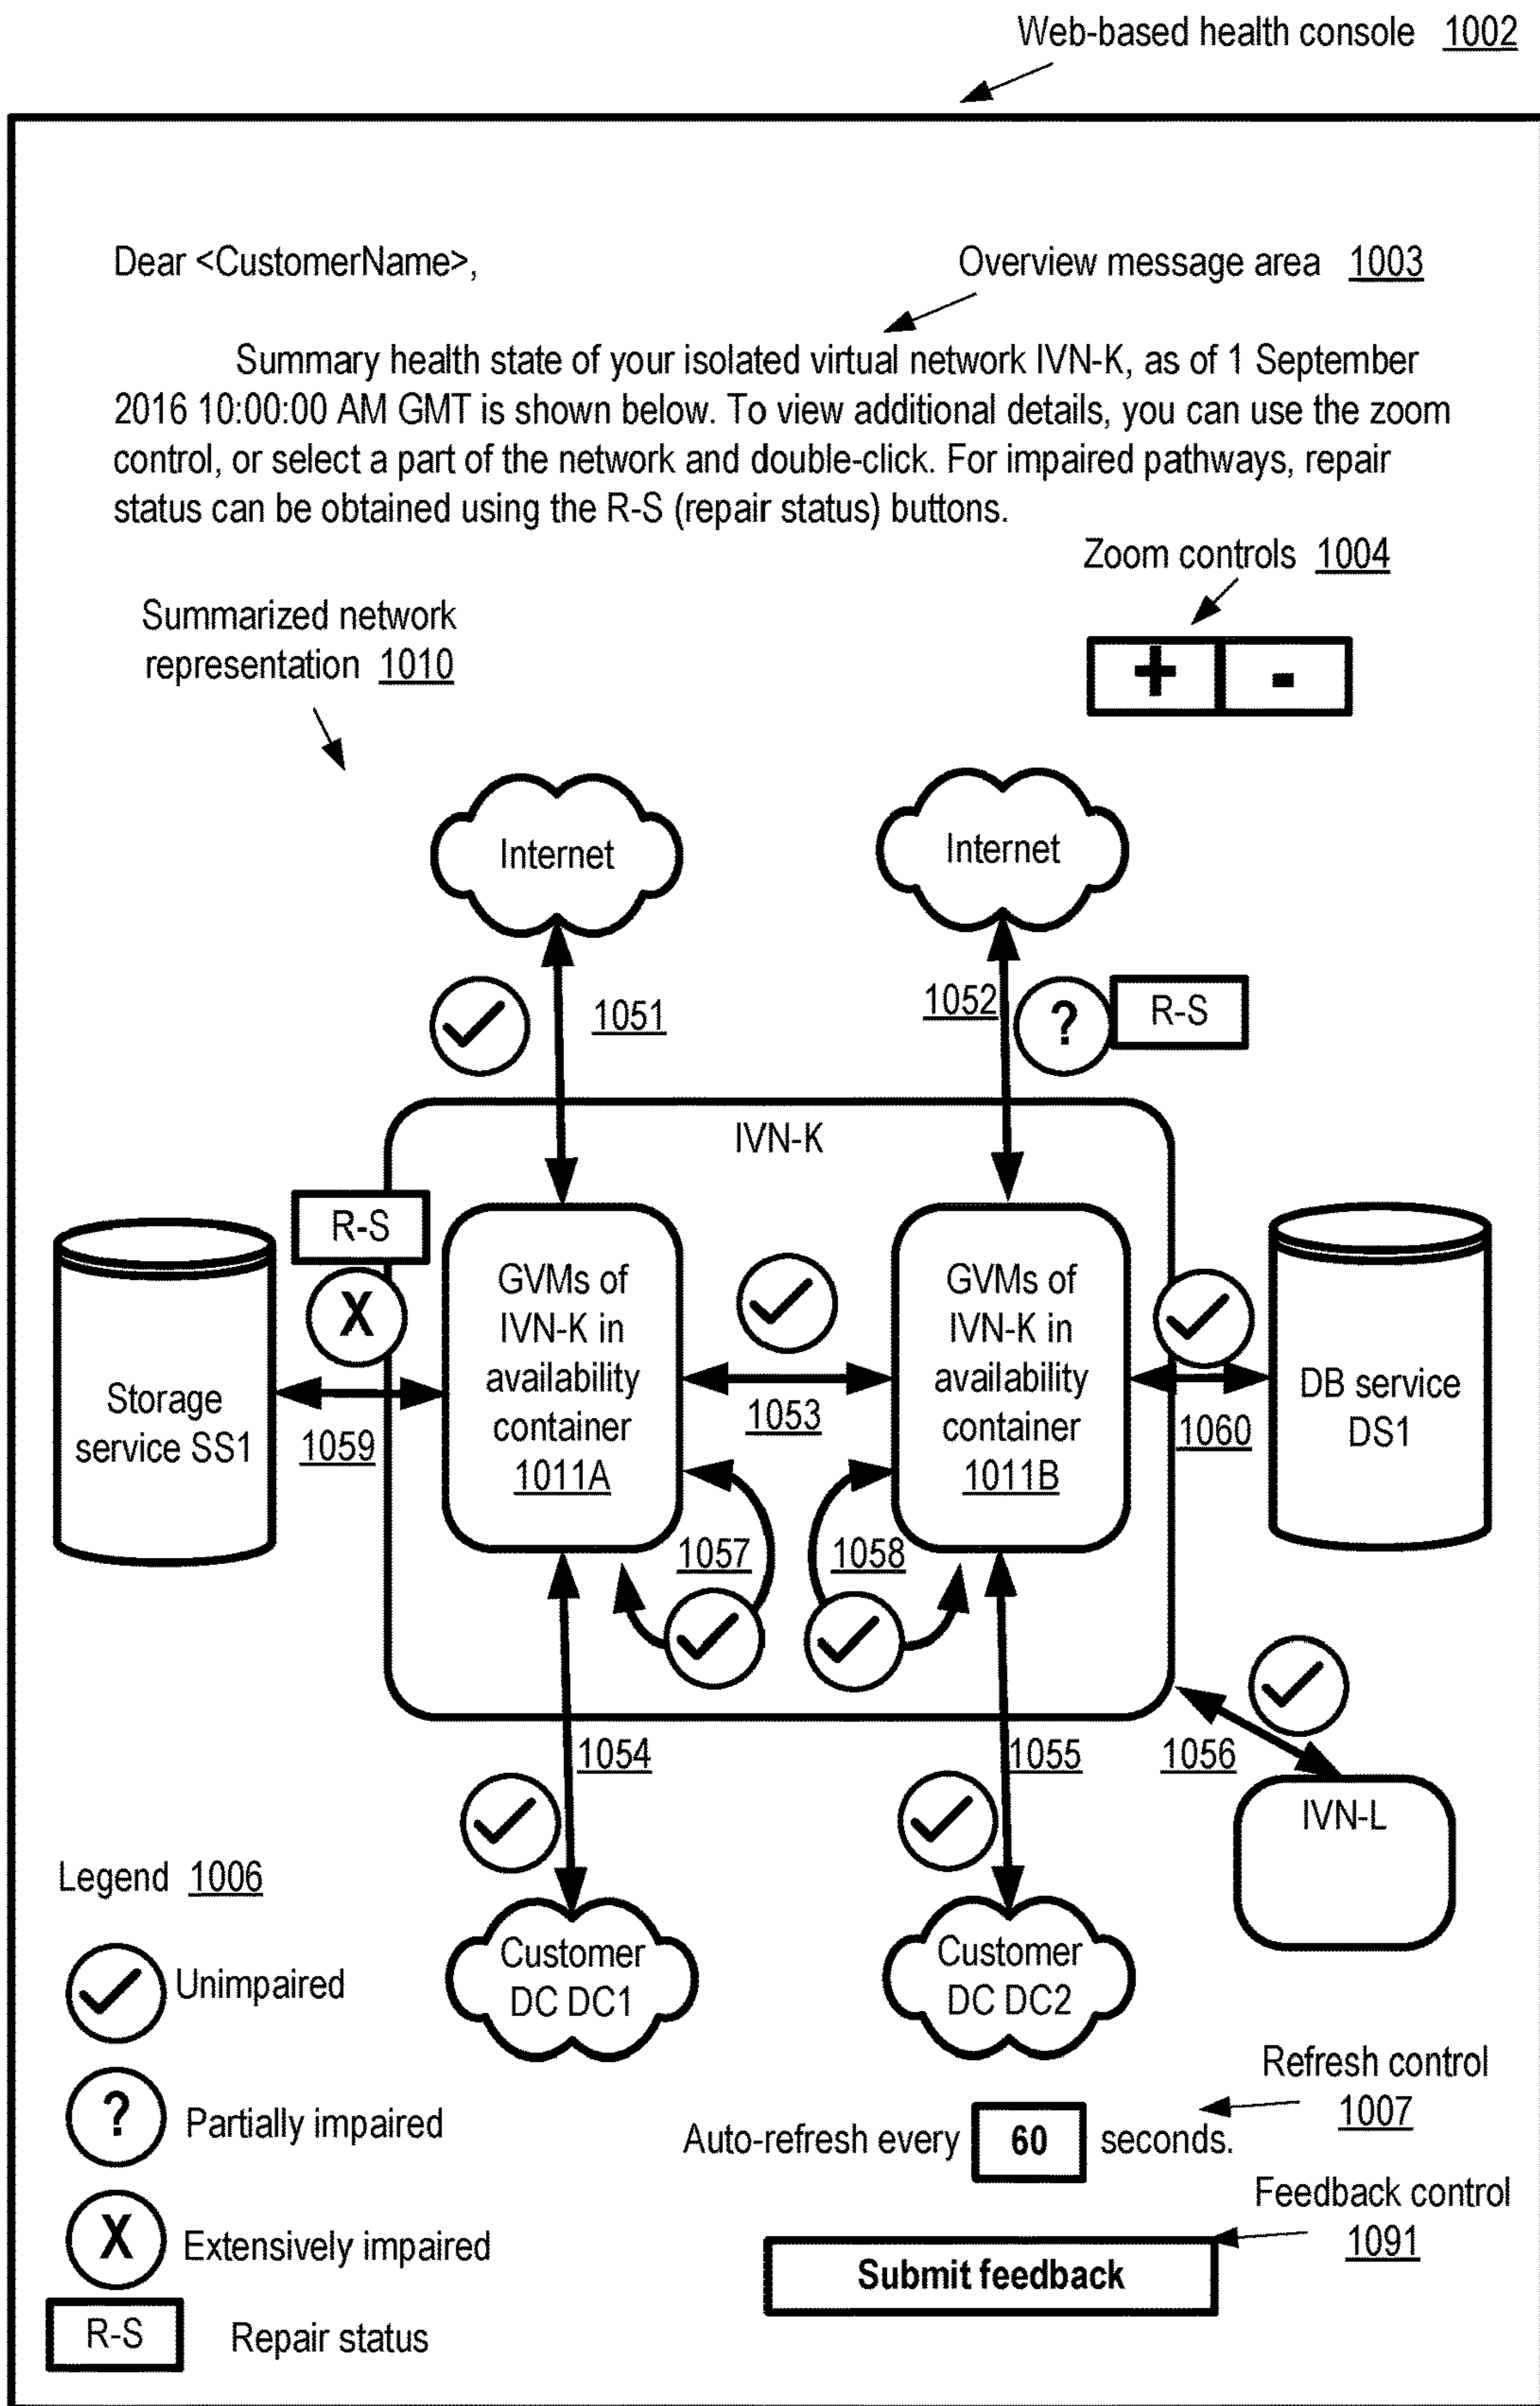 Web-based health console 1002
Dear <CustomerName>,
Overview message area 1003
Summary health state of your isolated virtual network IVN-K, as of 1 September
2016 10:00:00 AM GMT is shown below. To view additional details, you can use the zoom
control, or select a part of the network and double-click. For impaired pathways, repair
status can be obtained using the R-S (repair status) buttons.
Zoom controls 1004
+ -
Summarized network
representation 1010
Internet
Internet
1051
1052
?
R-S
IVN-K
R-S
X
Storage
service SS1
1059
GVMs of
IVN-K in
availability
container
1011A
1053
GVMs of
IVN-K in
availability
container
1011B
1060
DB service
DS1
1057
1058
1054
1055
1056
IVN-L
Customer
DC DC1
Customer
DC DC2
Legend 1006
Unimpaired
? Partially impaired
X Extensively impaired
R-S Repair status
Refresh control
1007
Auto-refresh every 60 seconds.
Feedback control
1091
Submit feedback